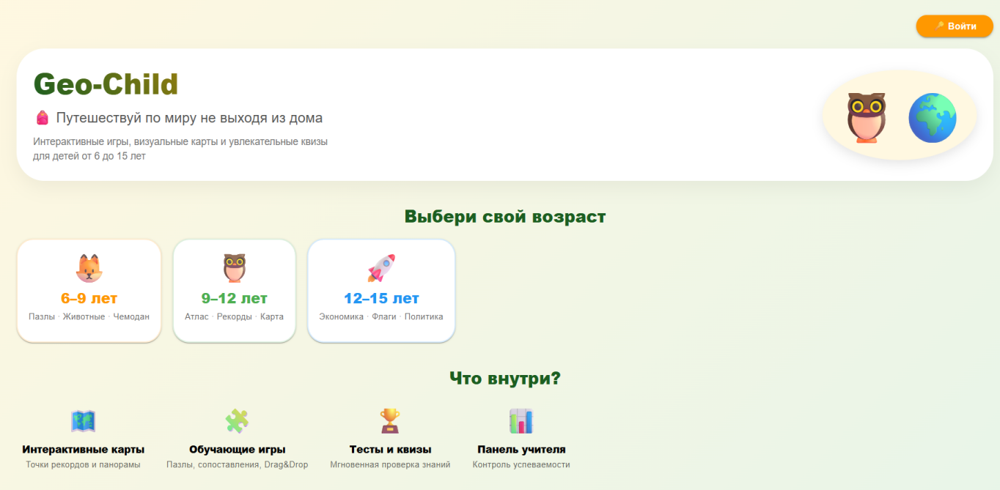 Войти
Geo-Child
Путешествуй по миру не выходя из дома
Интерактивные игры, визуальные карты и увлекательные квизы
для детей от 6 до 15 лет
Выбери свой возраст
6–9 лет
Пазлы · Животные · Чемодан
9–12 лет
Атлас · Рекорды · Карта
12–15 лет
Экономика · Флаги · Политика
Что внутри?
Интерактивные карты
Точки рекордов и панорамы
Обучающие игры
Пазлы, сопоставления, Drag&Drop
Тесты и квизы
Мгновенная проверка знаний
Панель учителя
Контроль успеваемости